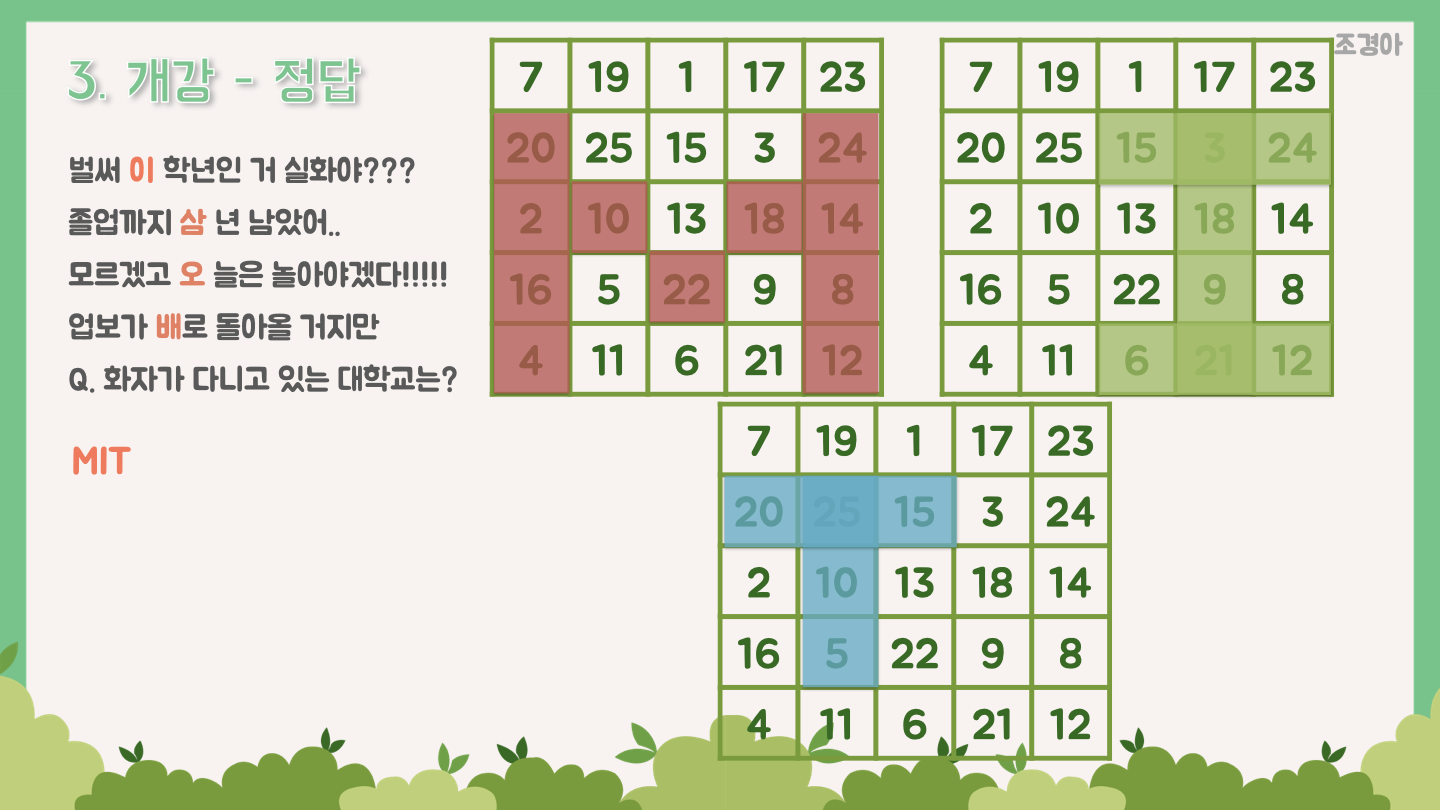 조경아
3. 개강 - 정답
벌써 이 학년인 거 실화야???
졸업까지 삼 년 남았어..
모르겠고 오 늘은 놀아야겠다!!!!!
업보가 배로 돌아올 거지만
Q. 화자가 다니고 있는 대학교는?
MIT
7 19 1 17 23
20 25 15 3 24
2 10 13 18 14
16 5 22 9 8
4 11 6 21 12
7 19 1 17 23
20 25 15 3 24
2 10 13 18 14
16 5 22 9 8
4 11 6 21 12
7 19 1 17 23
20 25 15 3 24
2 10 13 18 14
16 5 22 9 8
4 11 6 21 12